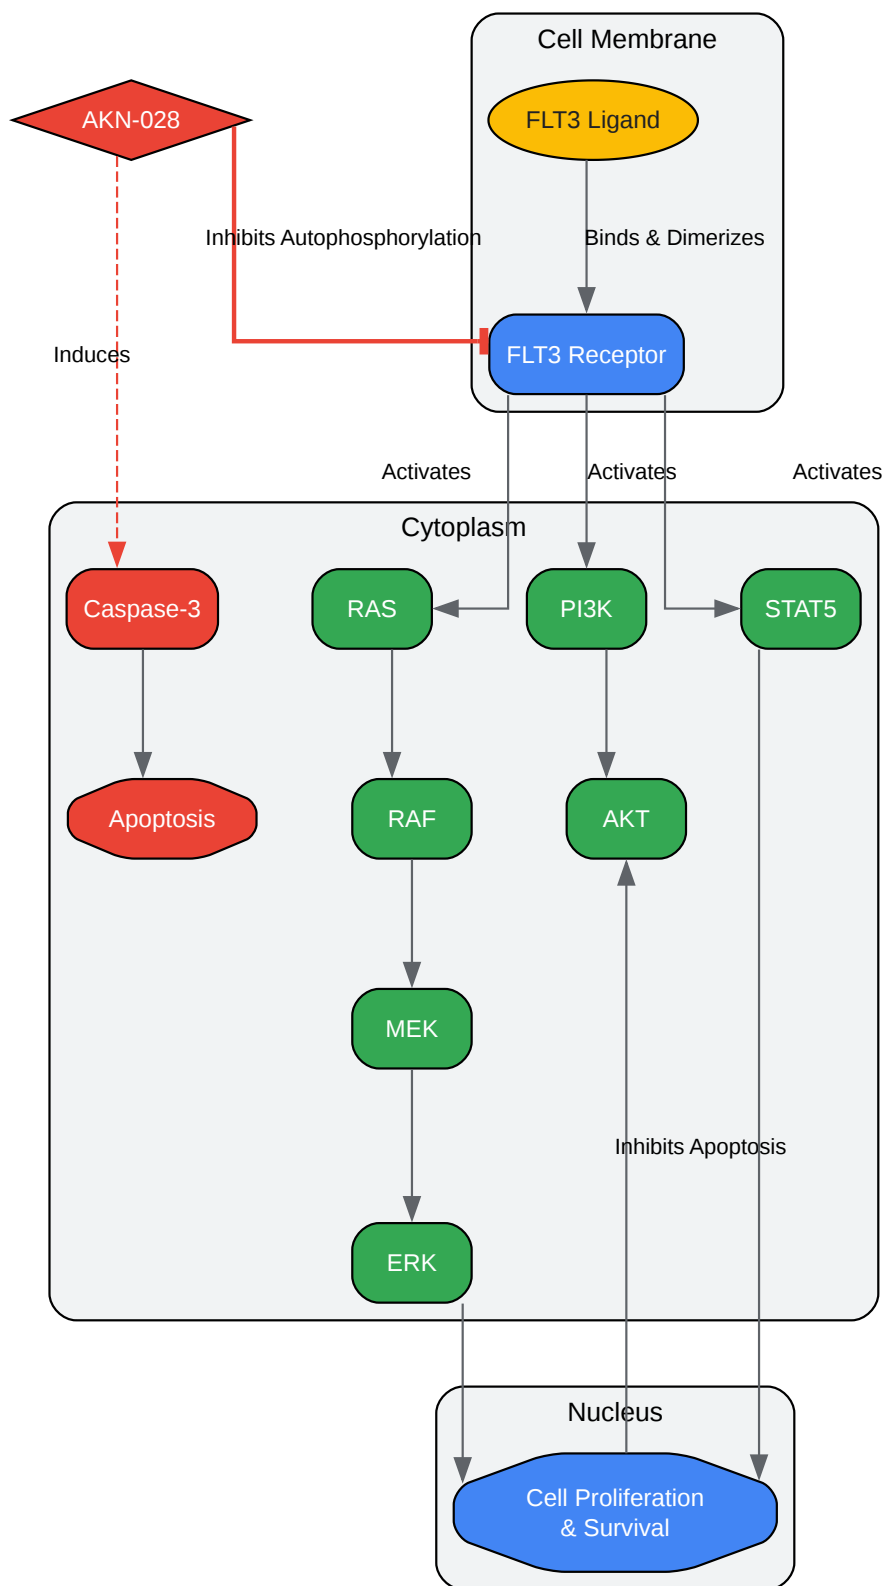 Cell Membrane
AKN-028
FLT3 Ligand
Inhibits Autophosphorylation
Binds & Dimerizes
Induces
FLT3 Receptor
Activates
Activates
Activates
Cytoplasm
Caspase-3
RAS
PI3K
STAT5
Apoptosis
RAF
AKT
MEK
Inhibits Apoptosis
ERK
Nucleus
Cell Proliferation
& Survival